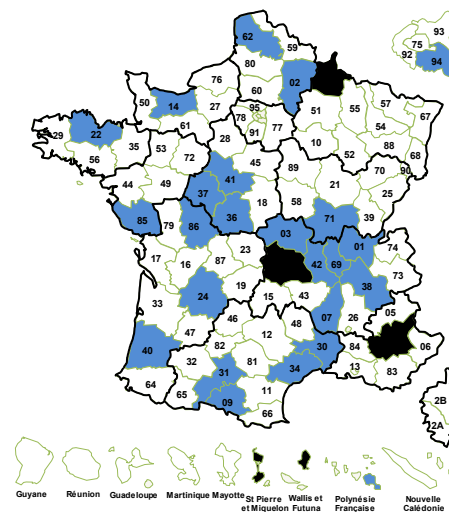 62 59 93
75
92 94
80
02
76 60
50 14 27 95 51 55 57 67
78
61 91 77 54
29 22 35 53 28 10 88
56 72 52 68
45 89 70 90
44 49 41 21 25
37 18 58
85 79 36 71 39
86 03
01 74
17 16 87 23 42 69 73
24 19 38
33 15 43 05
46 07 26
40 47 48 06
82 12 30 84
32 31 81 34 13 83
64 65 09 11
66
2B
2A
Guyane Réunion Guadeloupe Martinique Mayotte St Pierre
et Miquelon Wallis et
Futuna Polynésie
Française Nouvelle
Calédonie